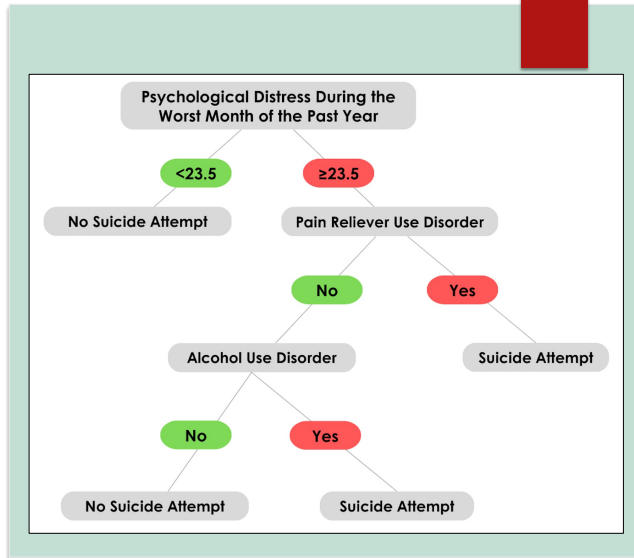 Psychological Distress During the
Worst Month of the Past Year
<23.5
≥23.5
No Suicide Attempt
Pain Reliever Use Disorder
No
Yes
Alcohol Use Disorder
Suicide Attempt
No
Yes
No Suicide Attempt
Suicide Attempt